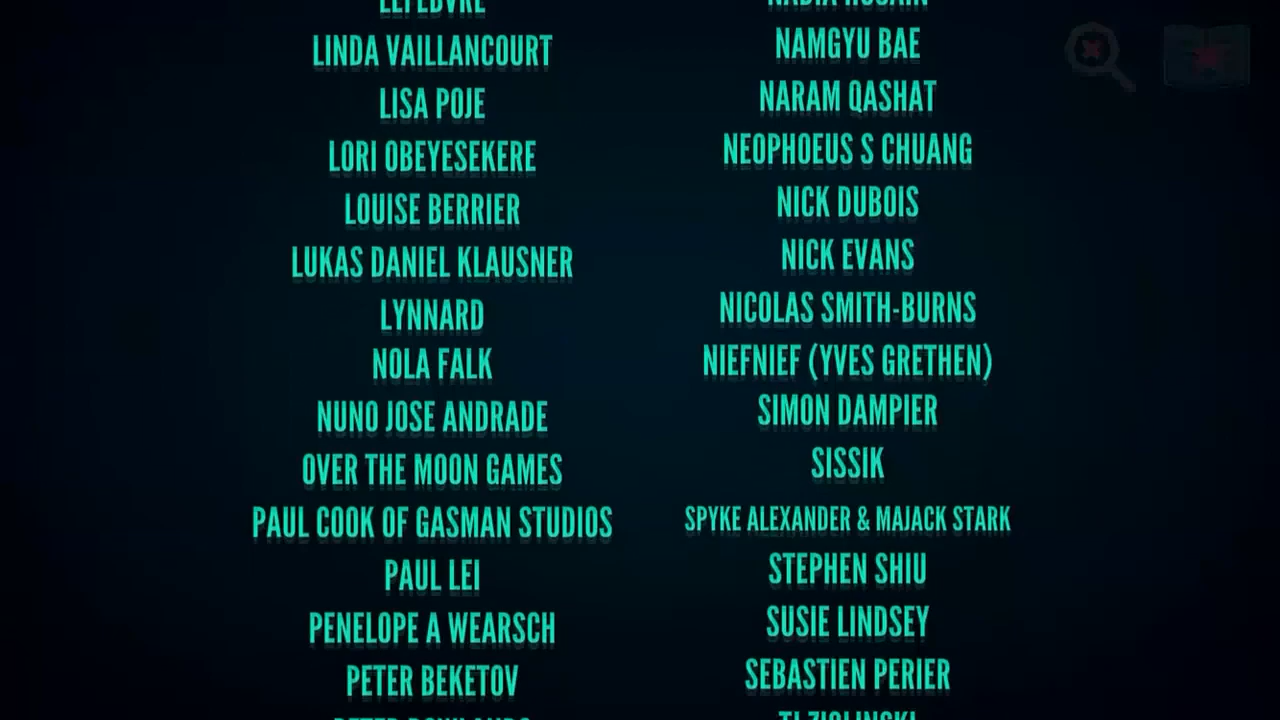 LINDA VAILLANCOURT
LISA POJE
LORI OBEYESEKERE
LOUISE BERRIER
LUKAS DANIEL KLAUSNER
LYNNARD
NOLA FALK
NUNO JOSE ANDRADE
OVER THE MOON GAMES
PAUL COOK OF GASMAN STUDIOS
PAUL LEI
PENELOPE A WEARSCH
PETER BEKETOV
NAMGYU BAE
NARAM QASHAT
NEOPHOEUS S CHUANG
NICK DUBOIS
NICK EVANS
NICOLAS SMITH-BURNS
NIEFNIEF (YVES GRETHEN)
SIMON DAMPIER
SISSIK
SPYKE ALEXANDER & MAJACK STARK
STEPHEN SHIU
SUSIE LINDSEY
SEBASTIEN PERIER